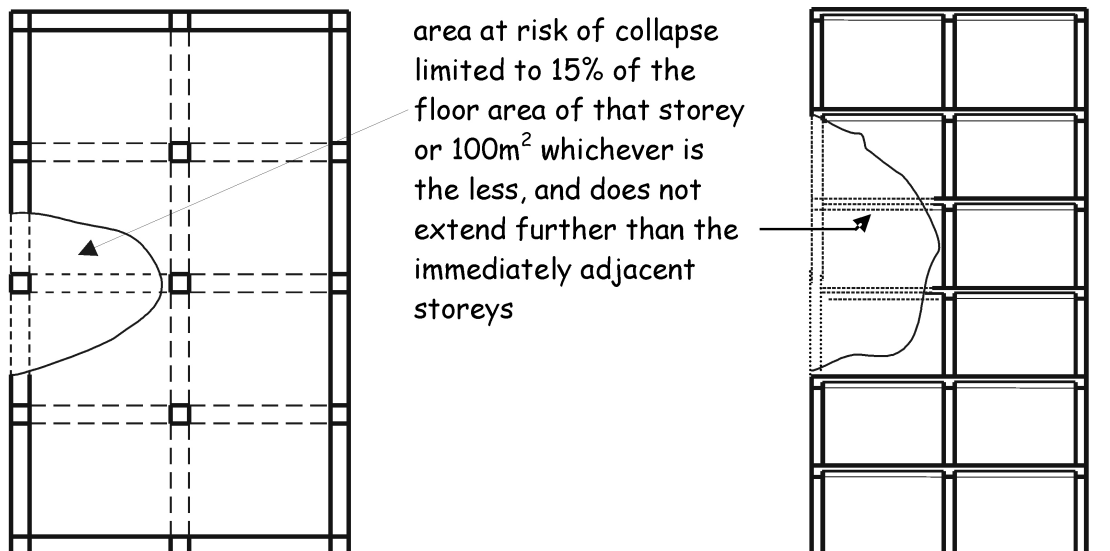 area at risk of collapse
limited to 15% of the
floor area of that storey
or 100m² whichever is
the less, and does not
extend further than the
immediately adjacent
storeys